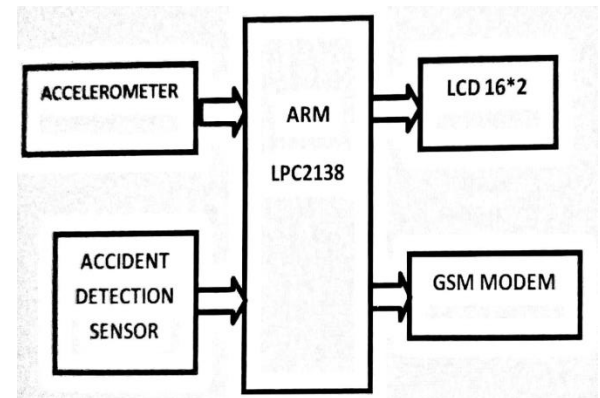 ACCELEROMETER
ARM
LPC2138
LCD 16*2
ACCIDENT
DETECTION
SENSOR
GSM MODEM